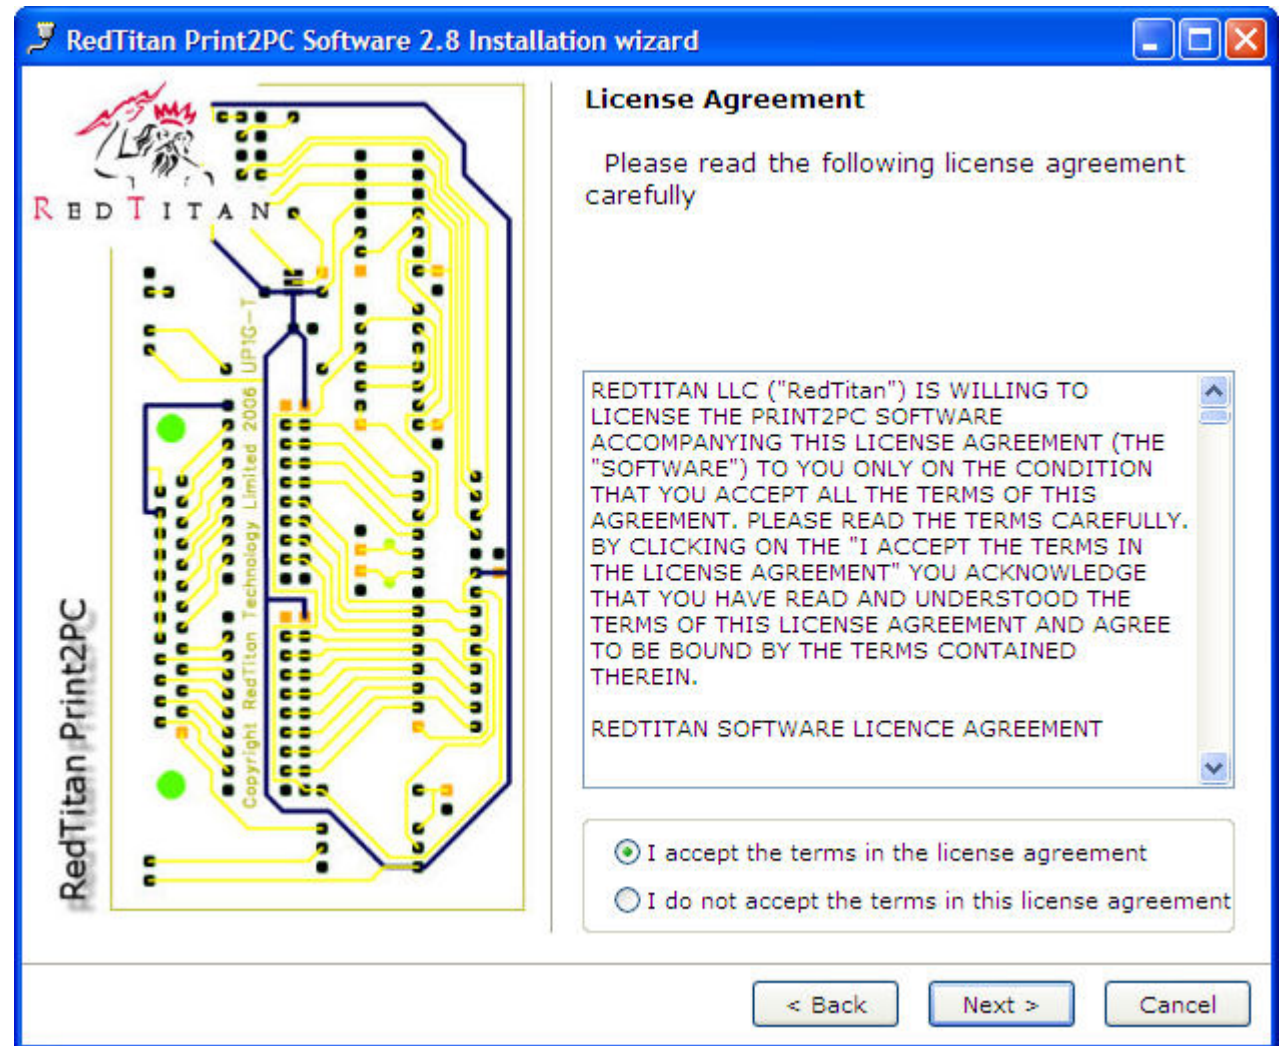 RedTitan Print2PC Software 2.8 Installation wizard
REDTITAN
Copyright RedTitan Technology Limited 2006 UP1G-T
RedTitan Print2PC
License Agreement
Please read the following license agreement
carefully
REDTITAN LLC ("RedTitan") IS WILLING TO
LICENSE THE PRINT2PC SOFTWARE
ACCOMPANYING THIS LICENSE AGREEMENT (THE
"SOFTWARE") TO YOU ONLY ON THE CONDITION
THAT YOU ACCEPT ALL THE TERMS OF THIS
AGREEMENT. PLEASE READ THE TERMS CAREFULLY.
BY CLICKING ON THE "I ACCEPT THE TERMS IN
THE LICENSE AGREEMENT" YOU ACKNOWLEDGE
THAT YOU HAVE READ AND UNDERSTOOD THE
TERMS OF THIS LICENSE AGREEMENT AND AGREE
TO BE BOUND BY THE TERMS CONTAINED
THEREIN.
REDTITAN SOFTWARE LICENCE AGREEMENT
I accept the terms in the license agreement
I do not accept the terms in this license agreement
< Back
Next >
Cancel